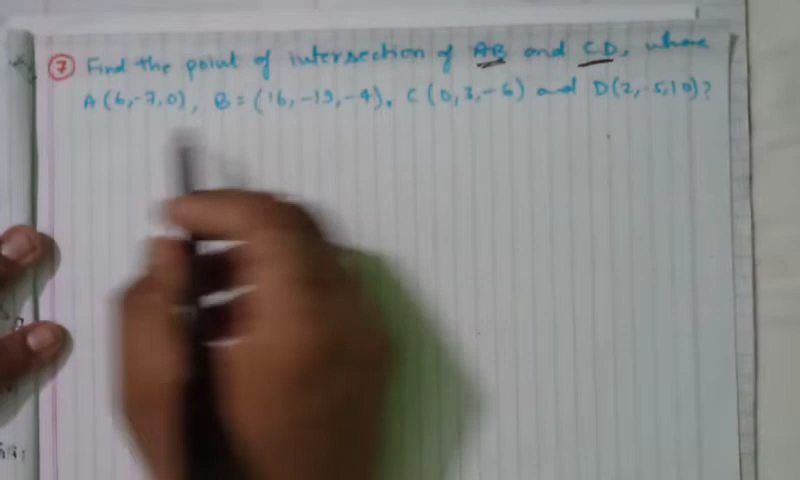 7 Find the point of intersection of AB and CD, where
A(6,-7,0), B=(16,-19,-4), C(0,3,-6) and D(2,-5,10)?